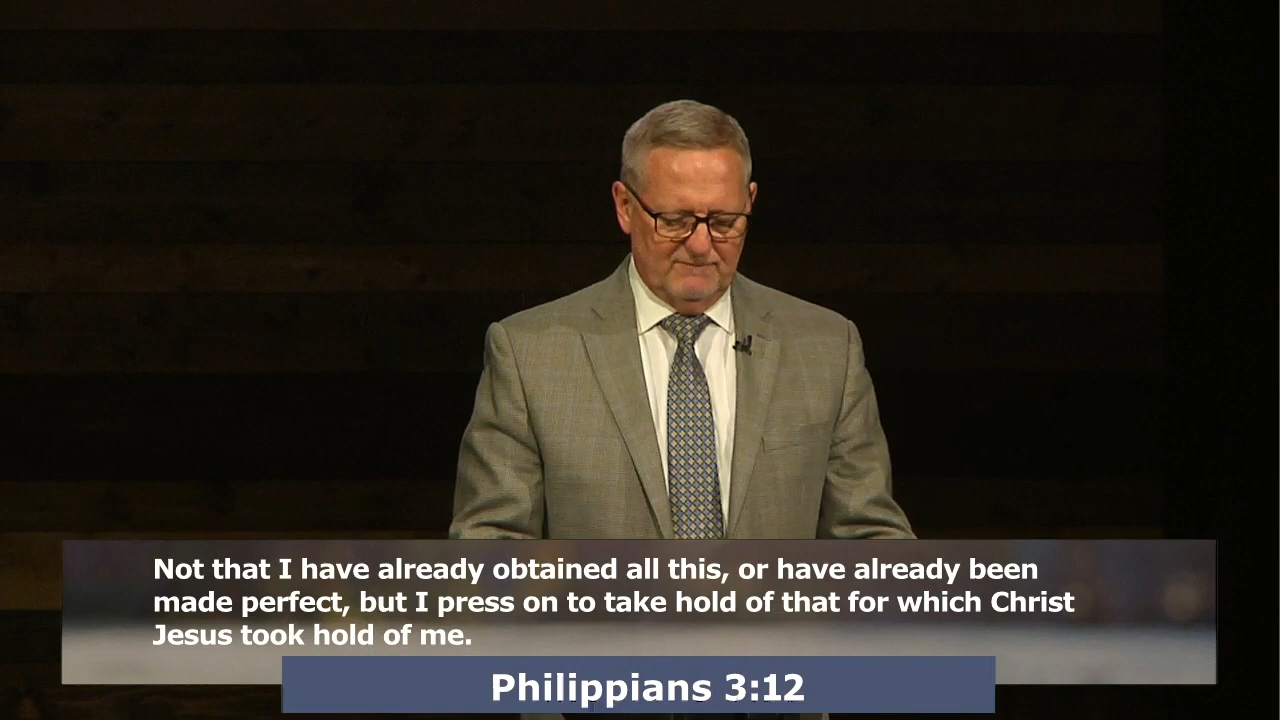 Not that I have already obtained all this, or have already been
made perfect, but I press on to take hold of that for which Christ
Jesus took hold of me.
Philippians 3:12